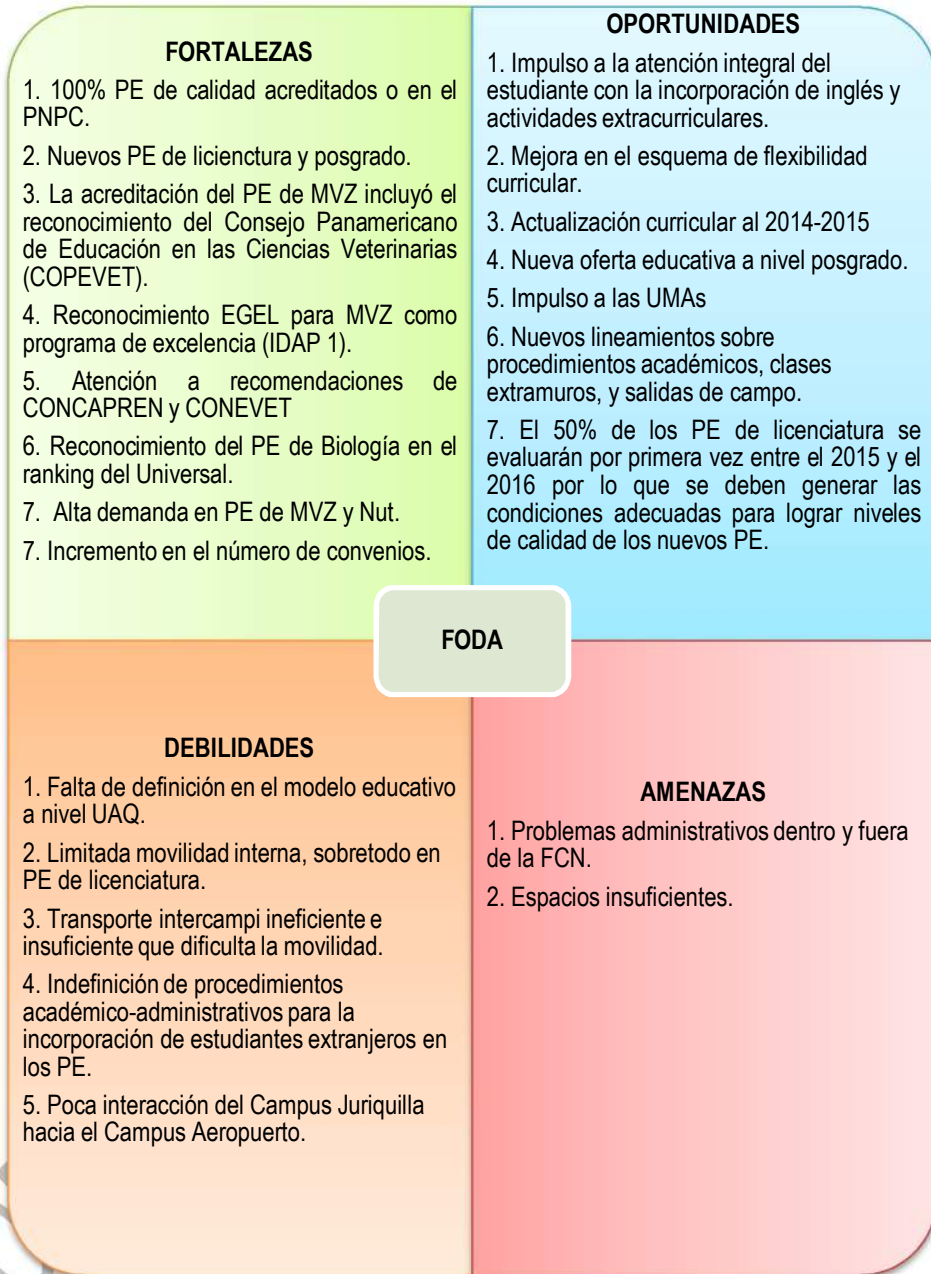 FORTALEZAS
1. 100% PE de calidad acreditados o en el
PNPC.
2. Nuevos PE de licienctura y posgrado.
3. La acreditación del PE de MVZ incluyó el
reconocimiento del Consejo Panamericano
de Educación en las Ciencias Veterinarias
(COPEVET).
4. Reconocimiento EGEL para MVZ como
programa de excelencia (IDAP 1).
5. Atención a recomendaciones de
CONCAPREN y CONEVET
6. Reconocimiento del PE de Biología en el
ranking del Universal.
7. Alta demanda en PE de MVZ y Nut.
7. Incremento en el número de convenios.
OPORTUNIDADES
1. Impulso a la atención integral del
estudiante con la incorporación de inglés y
actividades extracurriculares.
2. Mejora en el esquema de flexibilidad
curricular.
3. Actualización curricular al 2014-2015
4. Nueva oferta educativa a nivel posgrado.
5. Impulso a las UMAs
6. Nuevos lineamientos sobre
procedimientos académicos, clases
extramuros, y salidas de campo.
7. El 50% de los PE de licenciatura se
evaluarán por primera vez entre el 2015 y el
2016 por lo que se deben generar las
condiciones adecuadas para lograr niveles
de calidad de los nuevos PE.
FODA
DEBILIDADES
1. Falta de definición en el modelo educativo
a nivel UAQ.
2. Limitada movilidad interna, sobretodo en
PE de licenciatura.
3. Transporte intercampi ineficiente e
insuficiente que dificulta la movilidad.
4. Indefinición de procedimientos
académico-administrativos para la
incorporación de estudiantes extranjeros en
los PE.
5. Poca interacción del Campus Juriquilla
hacia el Campus Aeropuerto.
AMENAZAS
1. Problemas administrativos dentro y fuera
de la FCN.
2. Espacios insuficientes.